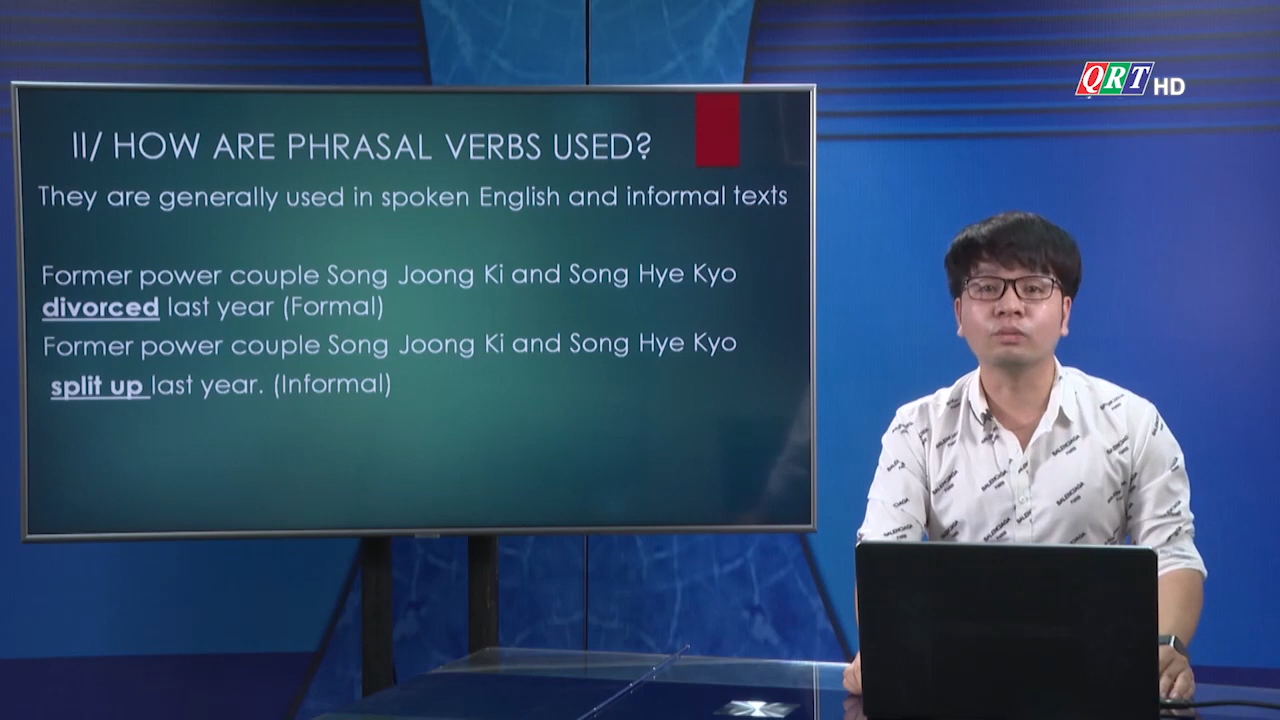 QRT HD
II/ HOW ARE PHRASAL VERBS USED?
They are generally used in spoken English and informal texts
Former power couple Song Joong Ki and Song Hye Kyo
divorced last year (Formal)
Former power couple Song Joong Ki and Song Hye Kyo
split up last year. (Informal)
BALENCIAGA